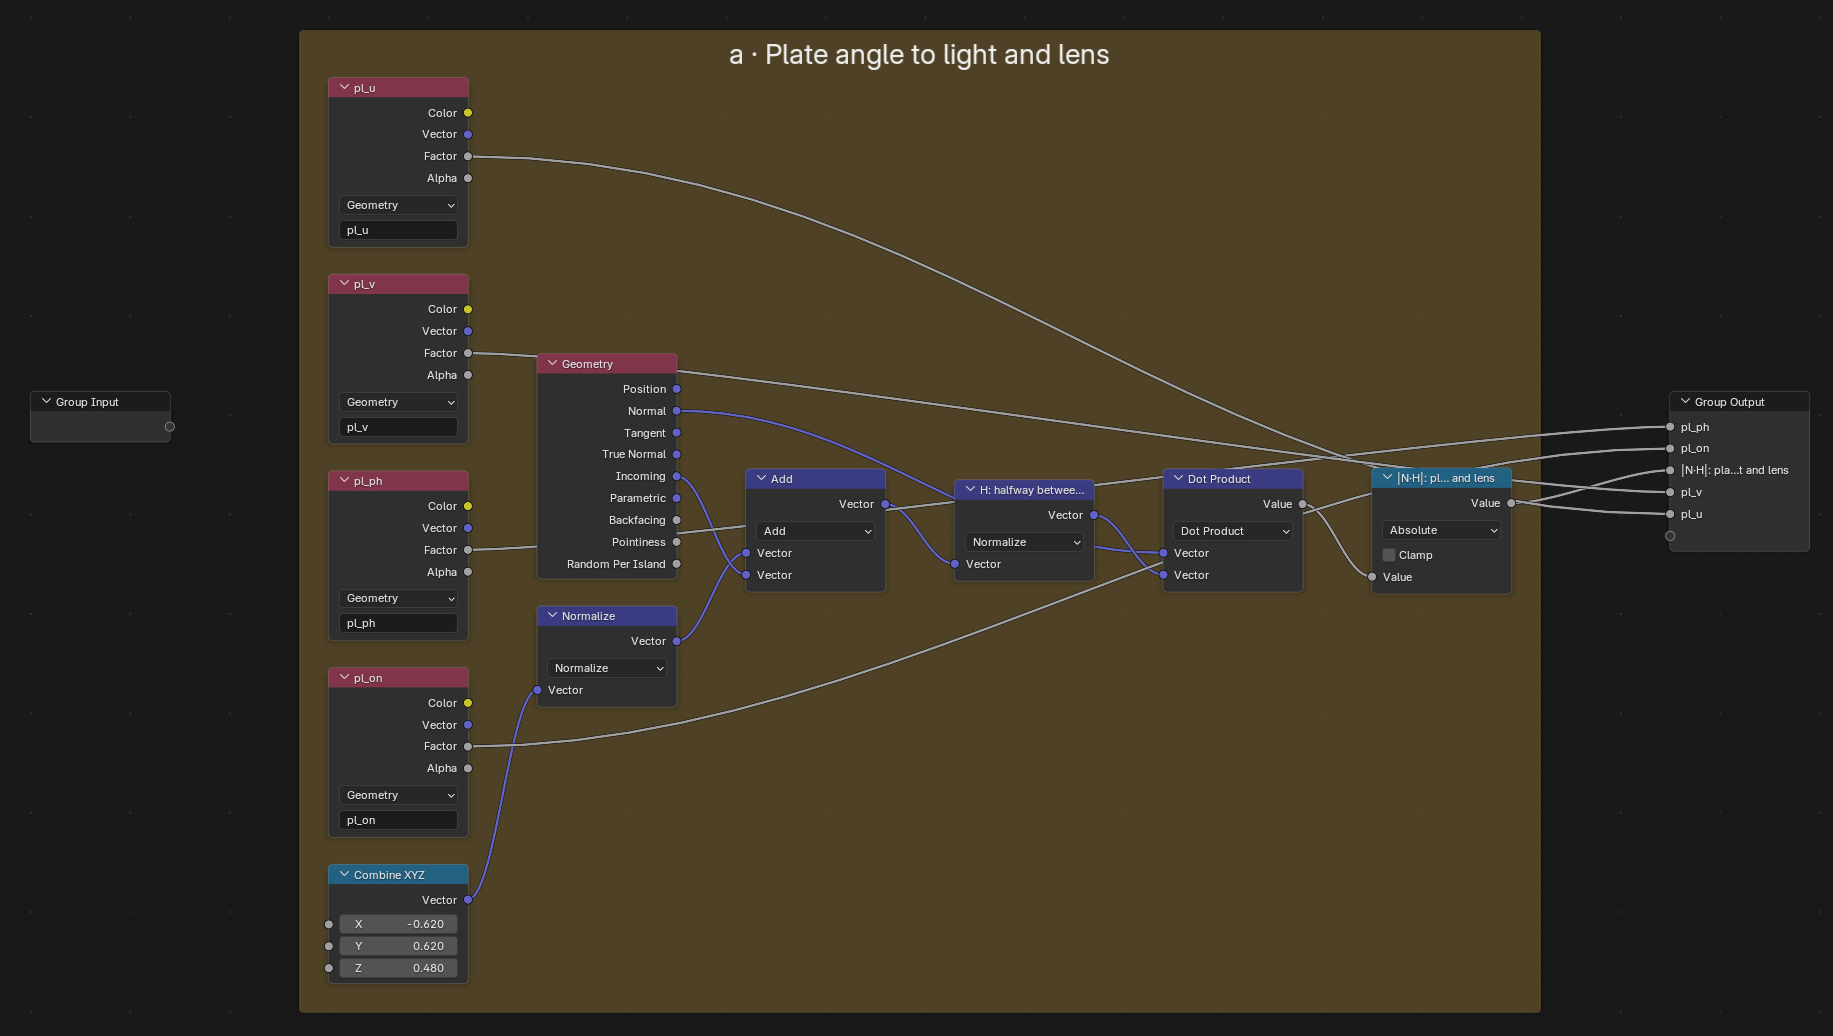 a · Plate angle to light and lens
pl_u
Color
Vector
Factor
Alpha
Geometry
pl_u
pl_v
Color
Vector
Factor
Alpha
Geometry
pl_v
pl_ph
Color
Vector
Factor
Alpha
Geometry
pl_ph
pl_on
Color
Vector
Factor
Alpha
Geometry
pl_on
Combine XYZ
Vector
X -0.620
Y 0.620
Z 0.480
Group Input
Geometry
Position
Normal
Tangent
True Normal
Incoming
Parametric
Backfacing
Pointiness
Random Per Island
Normalize
Vector
Normalize
Vector
Add
Vector
Add
Vector
Vector
H: halfway betwee...
Vector
Normalize
Vector
Dot Product
Value
Dot Product
Vector
Vector
|N·H|: pl... and lens
Value
Absolute
Clamp
Value
Group Output
pl_ph
pl_on
|N·H|: pla...t and lens
pl_v
pl_u